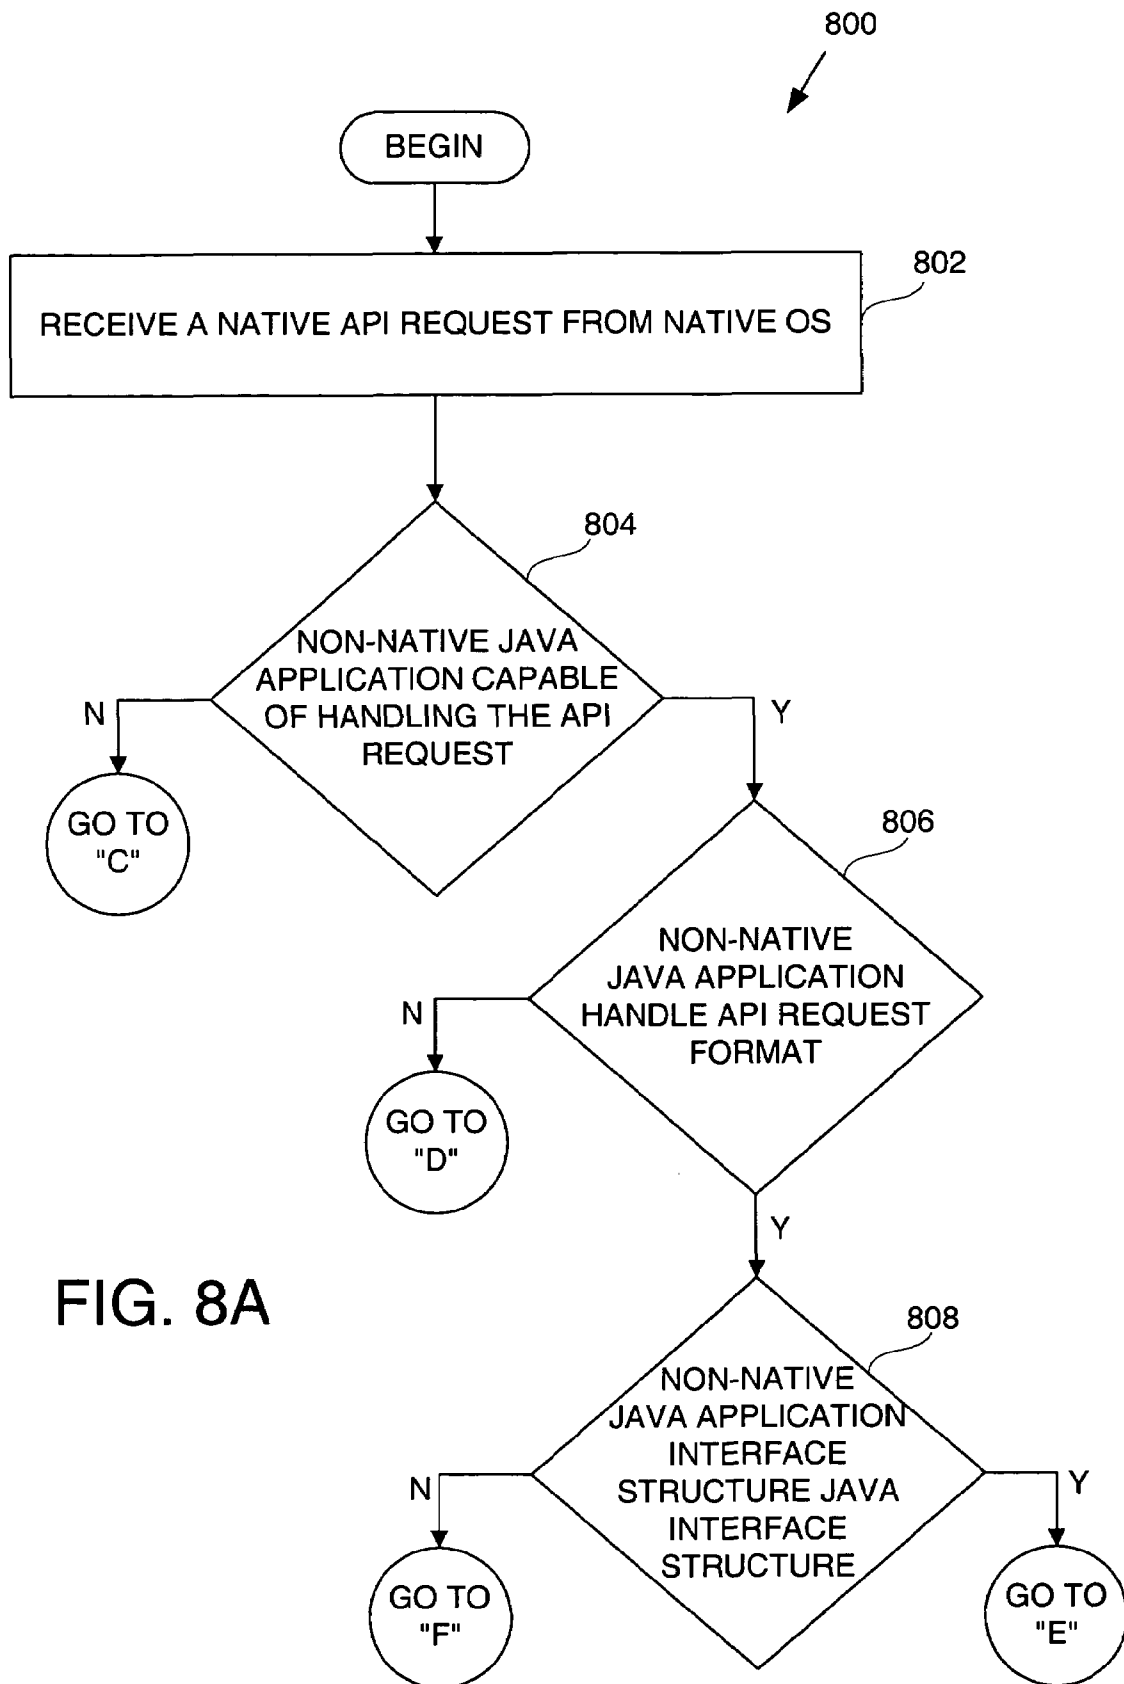 800
BEGIN
802
RECEIVE A NATIVE API REQUEST FROM NATIVE OS
804
NON-NATIVE JAVA
APPLICATION CAPABLE
OF HANDLING THE API
REQUEST
N
Y
GO TO
"C"
806
NON-NATIVE
JAVA APPLICATION
HANDLE API REQUEST
FORMAT
N
GO TO
"D"
Y
FIG. 8A
808
NON-NATIVE
JAVA APPLICATION
INTERFACE
STRUCTURE JAVA
INTERFACE
STRUCTURE
N
Y
GO TO
"F"
GO TO
"E"